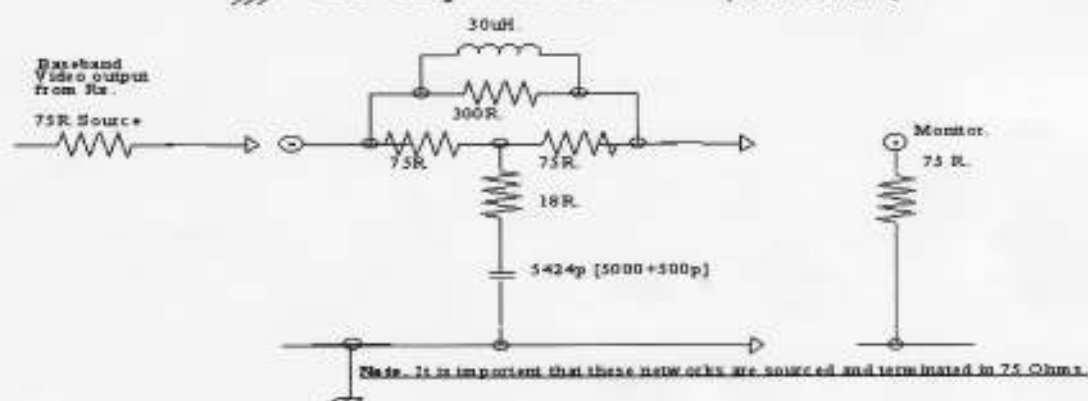 30uH.
Baseband
Video output
from Rx.
75R Source
300R.
75R
75R.
18R.
5424p [5000+500p]
Monitor.
75 R.
Note. It is important that these networks are sourced and terminated in 75 Ohms